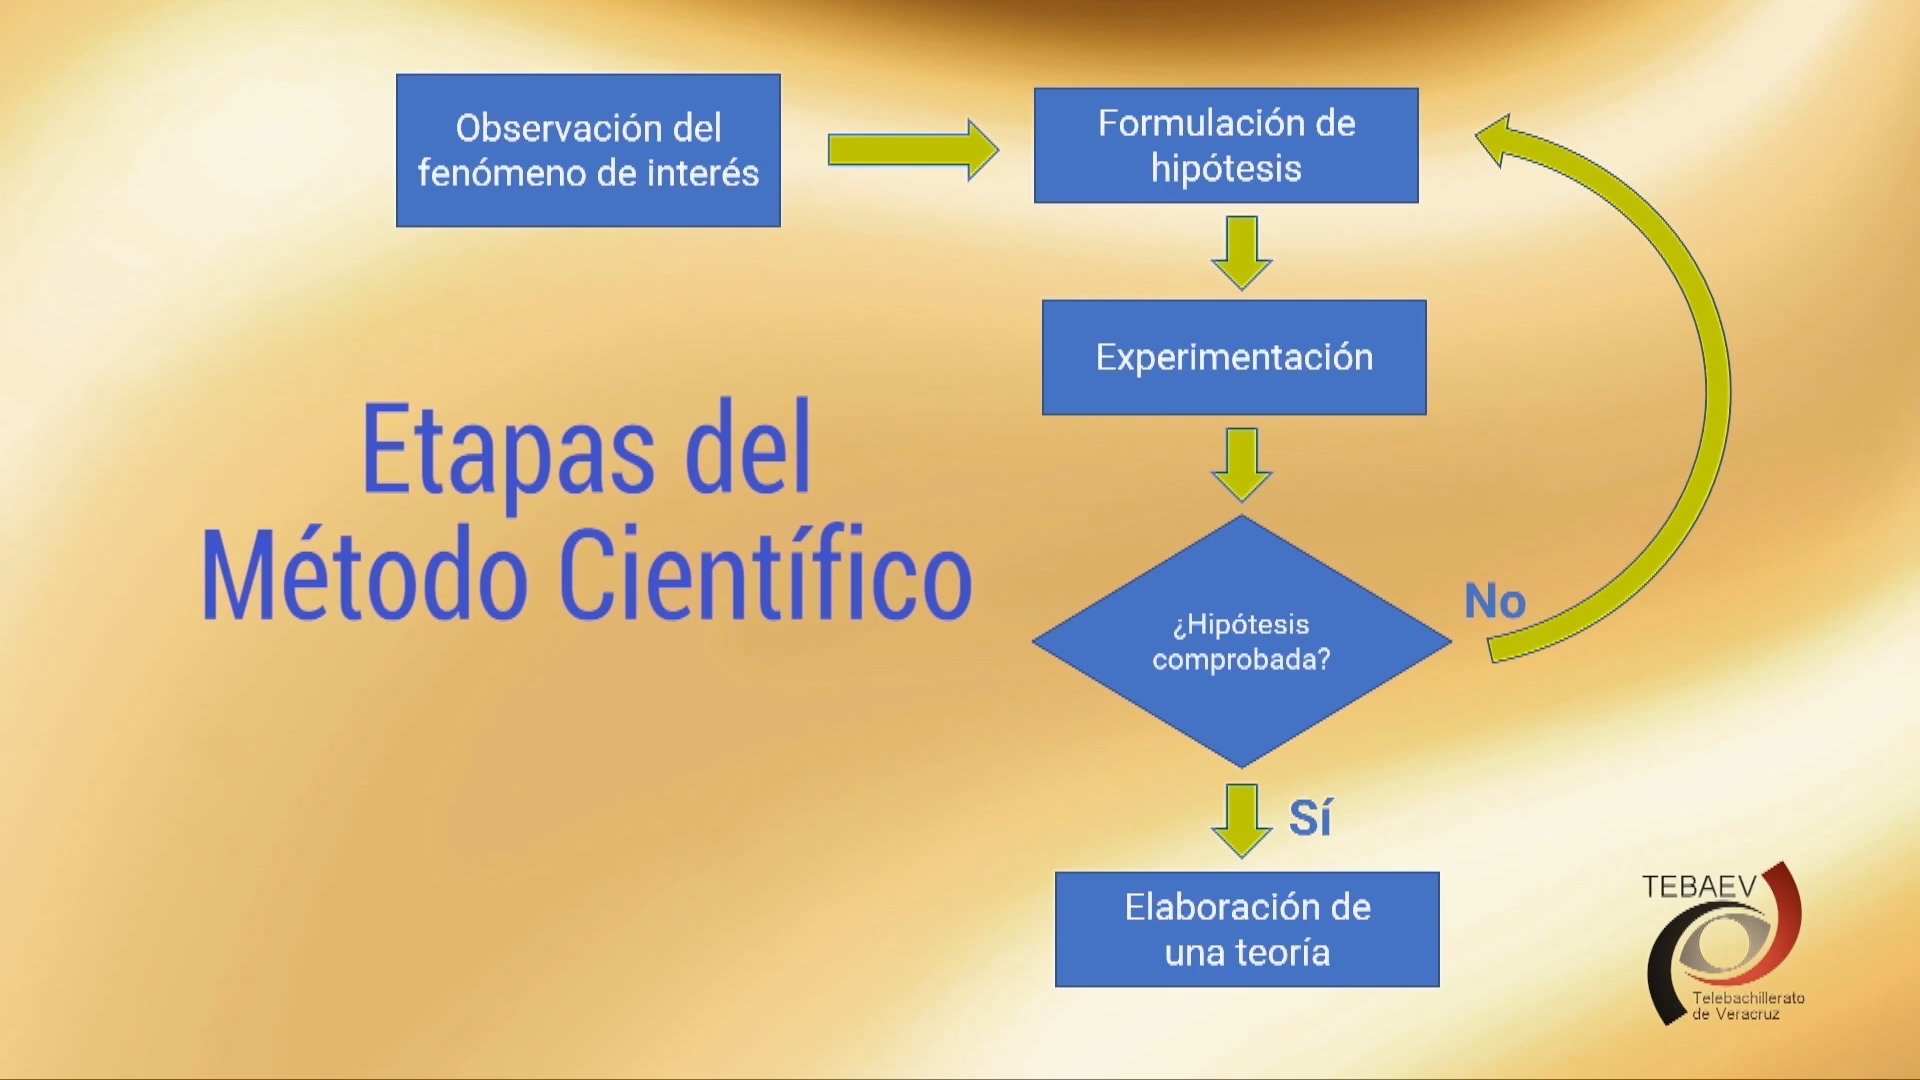 Observación del
fenómeno de interés
Formulación de
hipótesis
Experimentación
Etapas del
Método Científico
¿Hipótesis
comprobada?
No
Sí
Elaboración de
una teoría
TEBAEV
Telebachillerato
de Veracruz